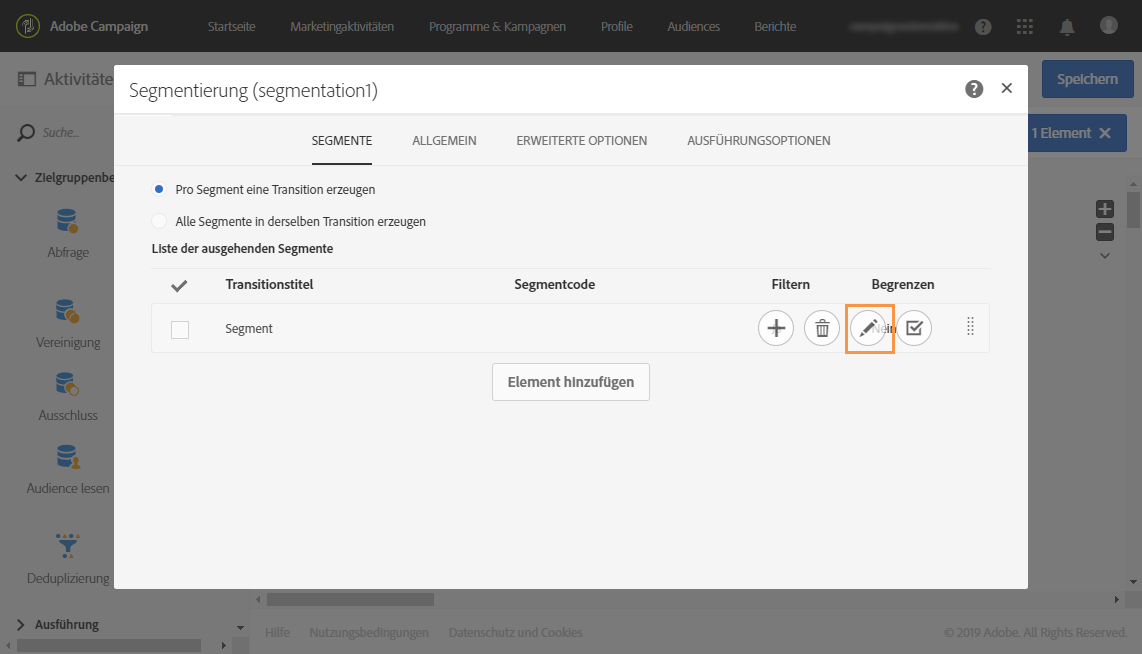 Adobe Campaign Startseite Marketingaktivitäten Programme & Kampagnen Profile Audiences Berichte
Aktivitäte
Speichern
Segmentierung (segmentation1)
Suche...
1 Element
SEGMENTE ALLGEMEIN ERWEITERTE OPTIONEN AUSFÜHRUNGSOPTIONEN
Zielgruppenbe
Pro Segment eine Transition erzeugen
Alle Segmente in derselben Transition erzeugen
Liste der ausgehenden Segmente
Transitionstitel Segmentcode Filtern Begrenzen
Segment Nein
Element hinzufügen
Abfrage
Vereinigung
Ausschluss
Audience lesen
Deduplizierung
Ausführung
Hilfe Nutzungsbedingungen Datenschutz und Cookies © 2019 Adobe. All Rights Reserved.